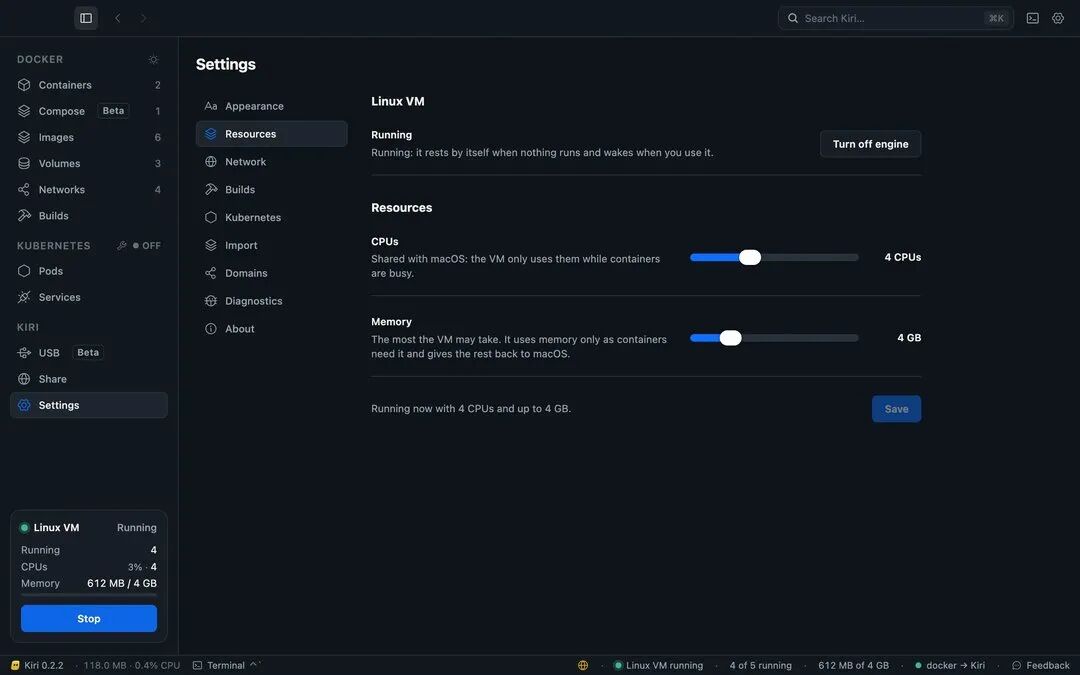 Search Kiri... ⌘K
DOCKER
Containers 2
Compose Beta 1
Images 6
Volumes 3
Networks 4
Builds
KUBERNETES OFF
Pods
Services
KIRI
USB Beta
Share
Settings
Linux VM Running
Running 4
CPUs 3% · 4
Memory 612 MB / 4 GB
Stop
Settings
Aa Appearance
Resources
Network
Builds
Kubernetes
Import
Domains
Diagnostics
About
Linux VM
Running
Running: it rests by itself when nothing runs and wakes when you use it.
Turn off engine
Resources
CPUs
Shared with macOS: the VM only uses them while containers
are busy.
4 CPUs
Memory
The most the VM may take. It uses memory only as containers
need it and gives the rest back to macOS.
4 GB
Running now with 4 CPUs and up to 4 GB.
Save
Kiri 0.2.2 · 118.0 MB · 0.4% CPU Terminal ^` · Linux VM running · 4 of 5 running · 612 MB of 4 GB · docker → Kiri · Feedback